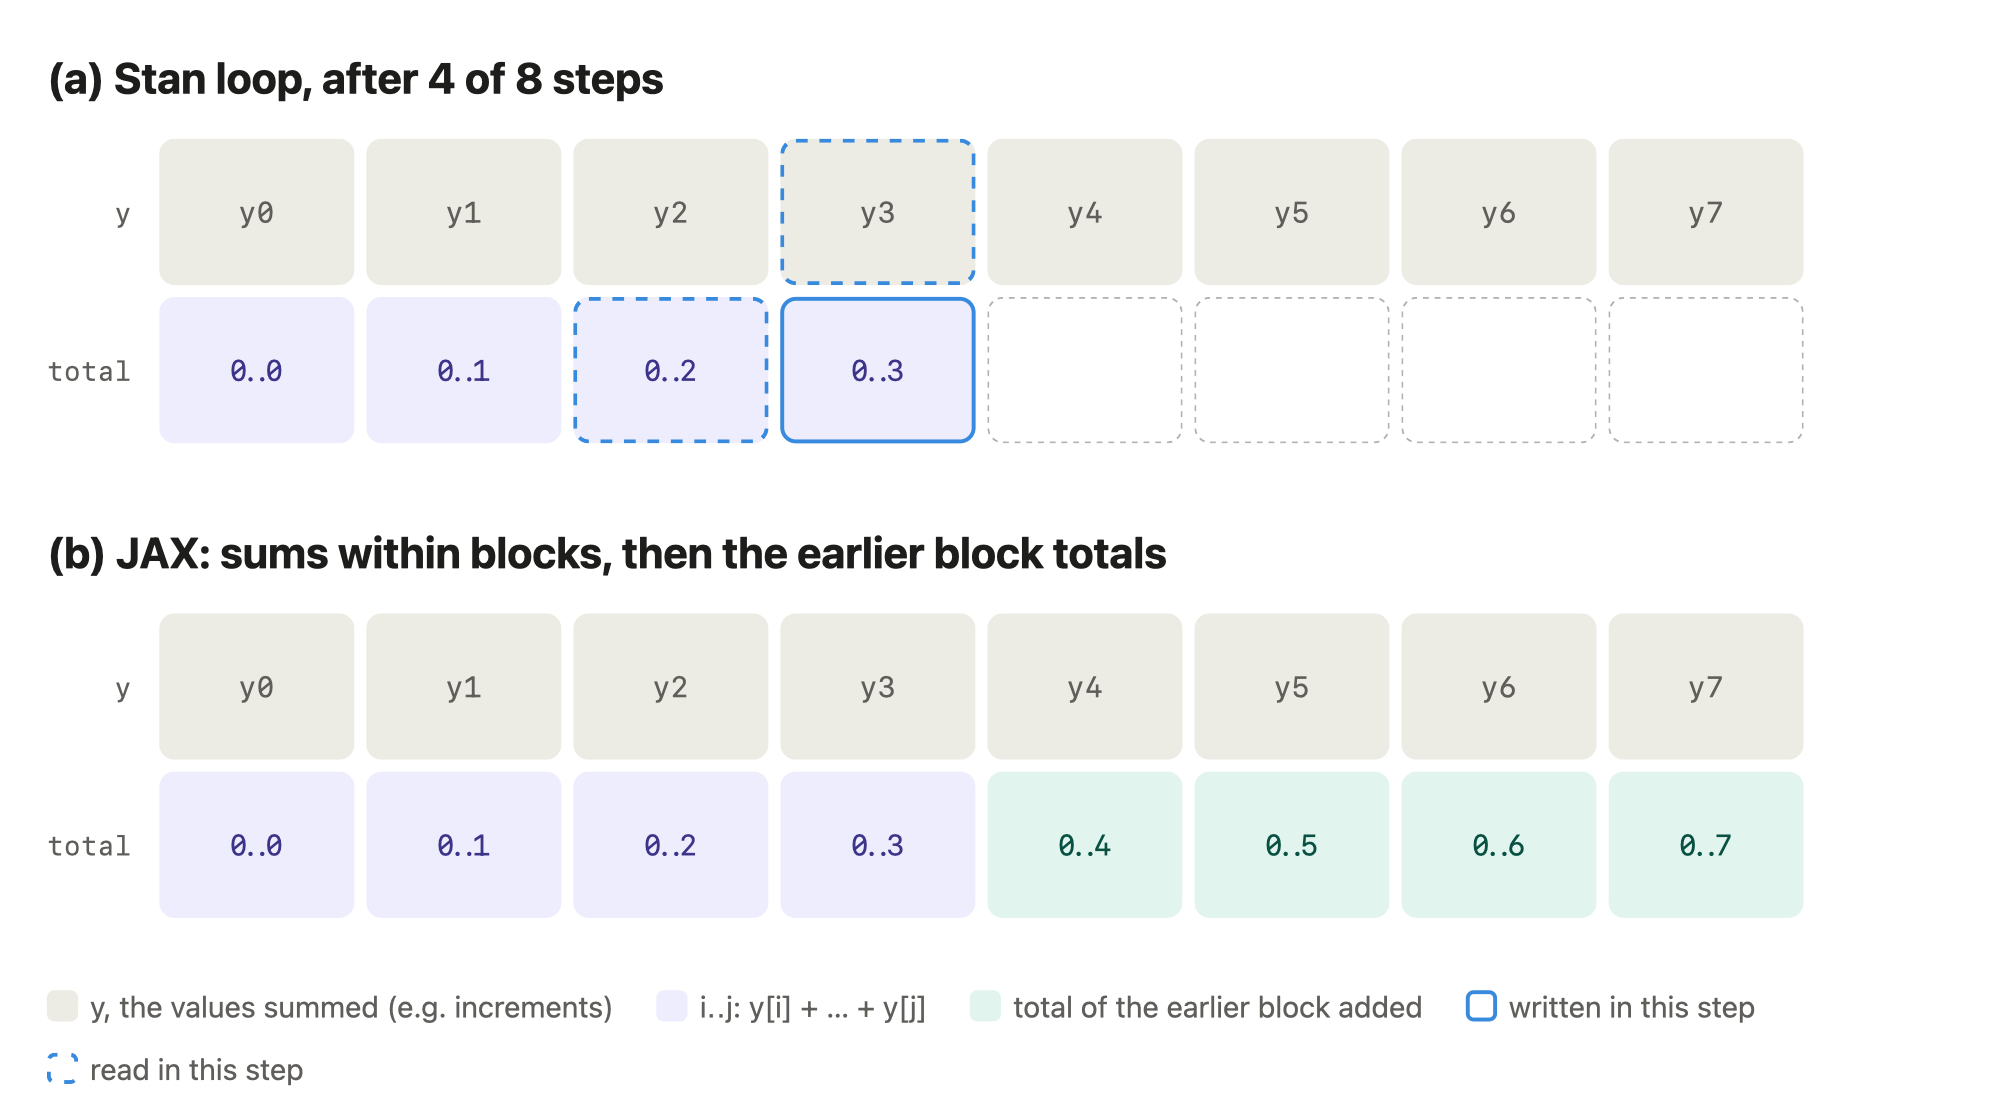 (a) Stan loop, after 4 of 8 steps
y y0 y1 y2 y3 y4 y5 y6 y7
total 0..0 0..1 0..2 0..3
(b) JAX: sums within blocks, then the earlier block totals
y y0 y1 y2 y3 y4 y5 y6 y7
total 0..0 0..1 0..2 0..3 0..4 0..5 0..6 0..7
y, the values summed (e.g. increments) i..j: y[i] + ... + y[j] total of the earlier block added written in this step
read in this step